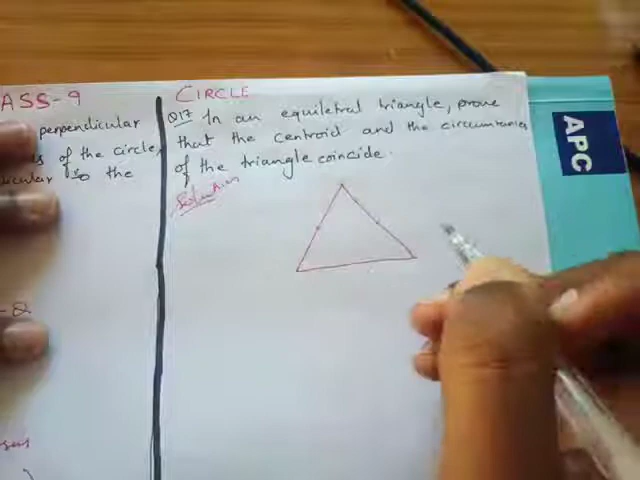 ASS-9
perpendicular
of the circle,
to the
CIRCLE
Q17 In an equiletral triangle, prove
that the centroid and the circumcentre
of the triangle coincide.
Solution
APC